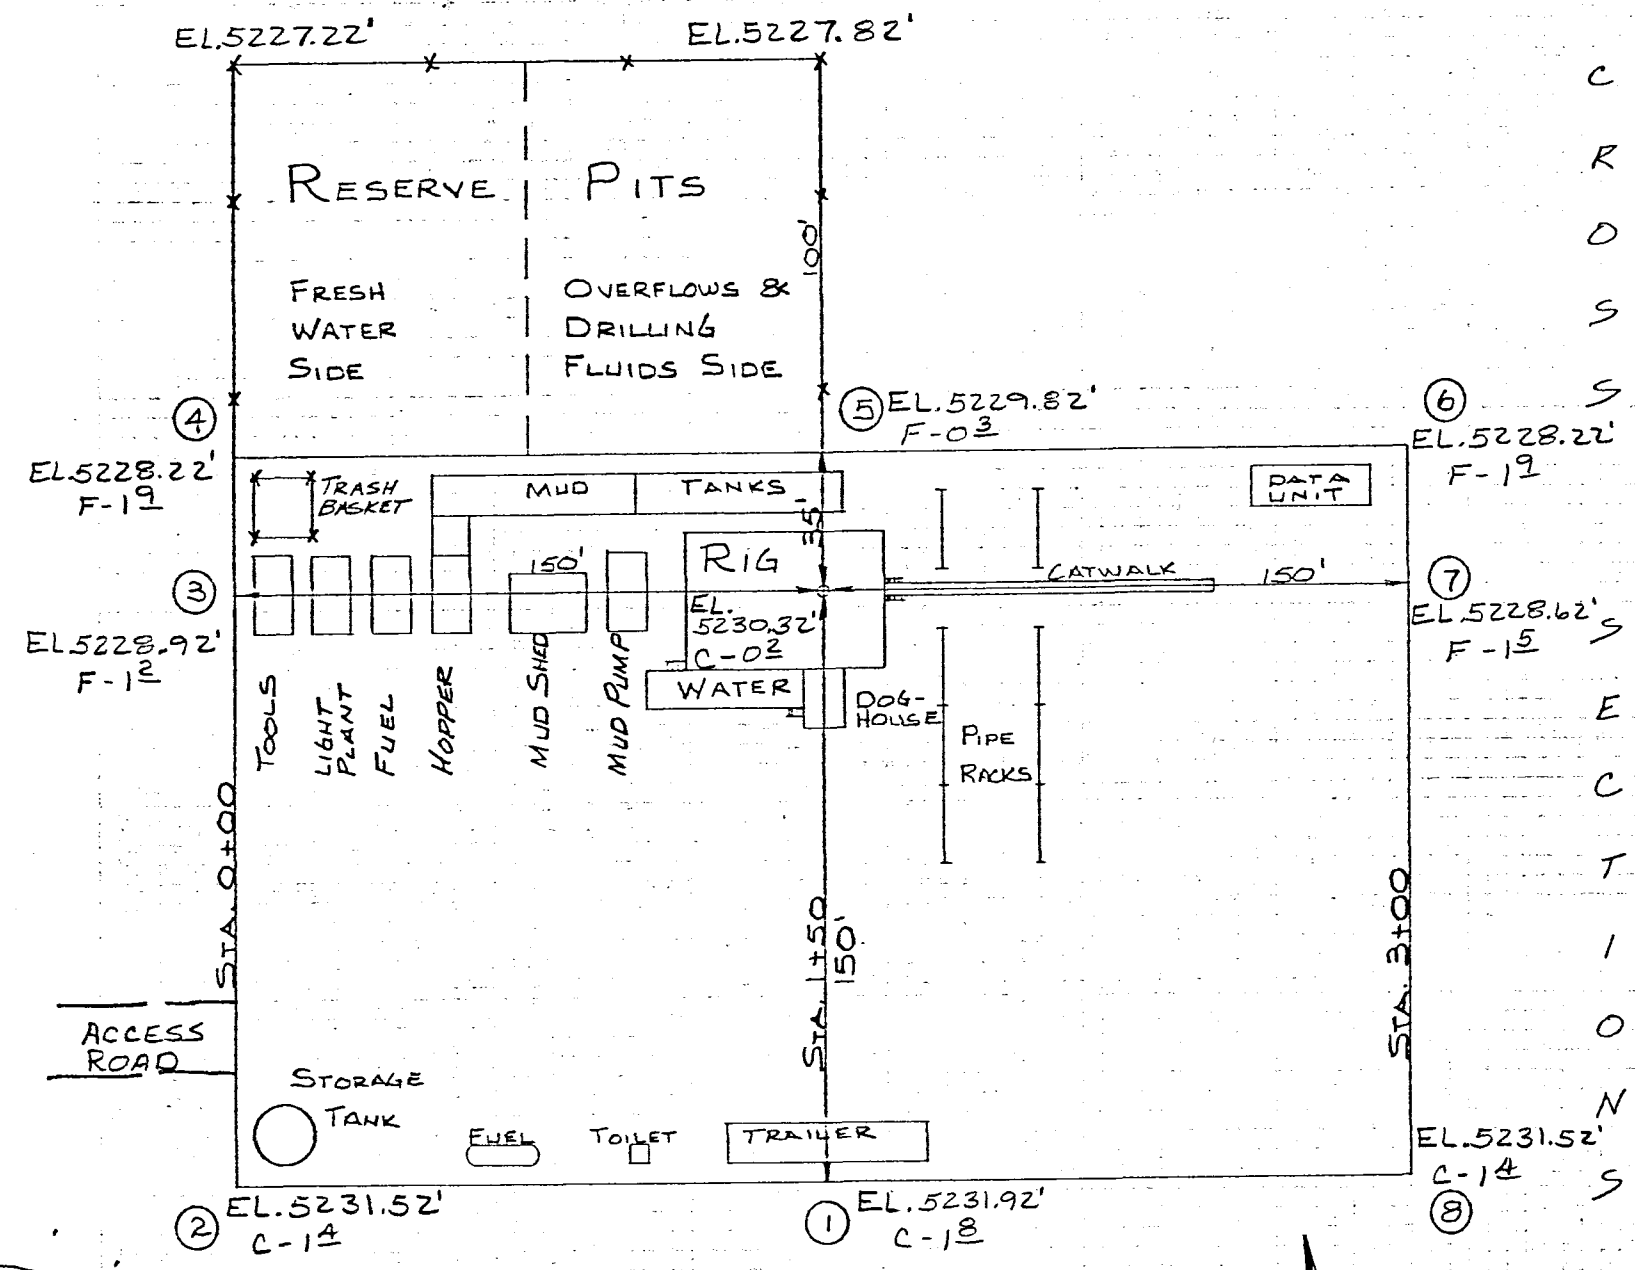 EL.5227.22'
EL.5227.82'
RESERVE PITS
FRESH
WATER
SIDE
OVERFLOWS &
DRILLING
FLUIDS SIDE
100'
4
EL.5228.22'
F-1 9
5 EL.5229.82'
F-0 3
6
EL.5228.22'
F-1 9
TRASH
BASKET
MUD TANKS
35'
DATA
UNIT
RIG
EL.
5230.32'
C-0 2
150'
CATWALK
150'
3
EL.5228.92'
F-1 2
7
EL.5228.62'
F-1 5
TOOLS
LIGHT
PLANT
FUEL
HOPPER
MUD SHED
MUD PUMP
WATER
DOG-
HOUSE
PIPE
RACKS
STA. 0+00
STA. 1+50
150'
STA. 3+00
ACCESS
ROAD
STORAGE
TANK
FUEL
TOILET
TRAILER
2 EL.5231.52'
C-1 4
1 EL.5231.92'
C-1 8
EL.5231.52'
C-1 4
8
CROSS SECTIONS